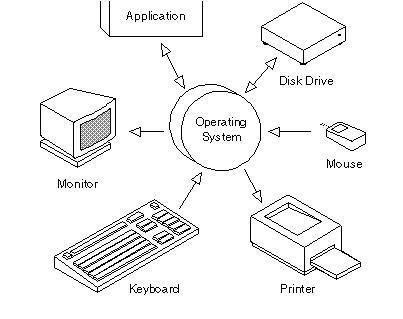 Application
Disk Drive
Operating
System
Monitor
Mouse
Keyboard
Printer